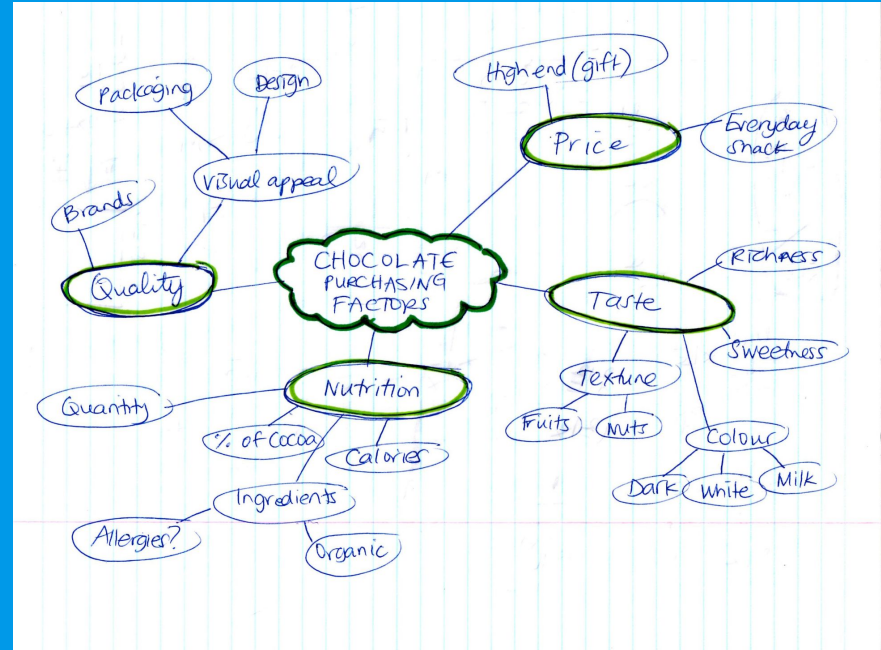 High end (gift)
Packaging
Design
Price
Everyday
snack
Visual appeal
Brands
CHOCOLATE
PURCHASING
FACTORS
Richness
Quality
Taste
Sweetness
Nutrition
Texture
Quantity
% of Cocoa
Calories
Fruits
Nuts
Colour
Dark
White
Milk
Ingredients
Allergies?
Organic